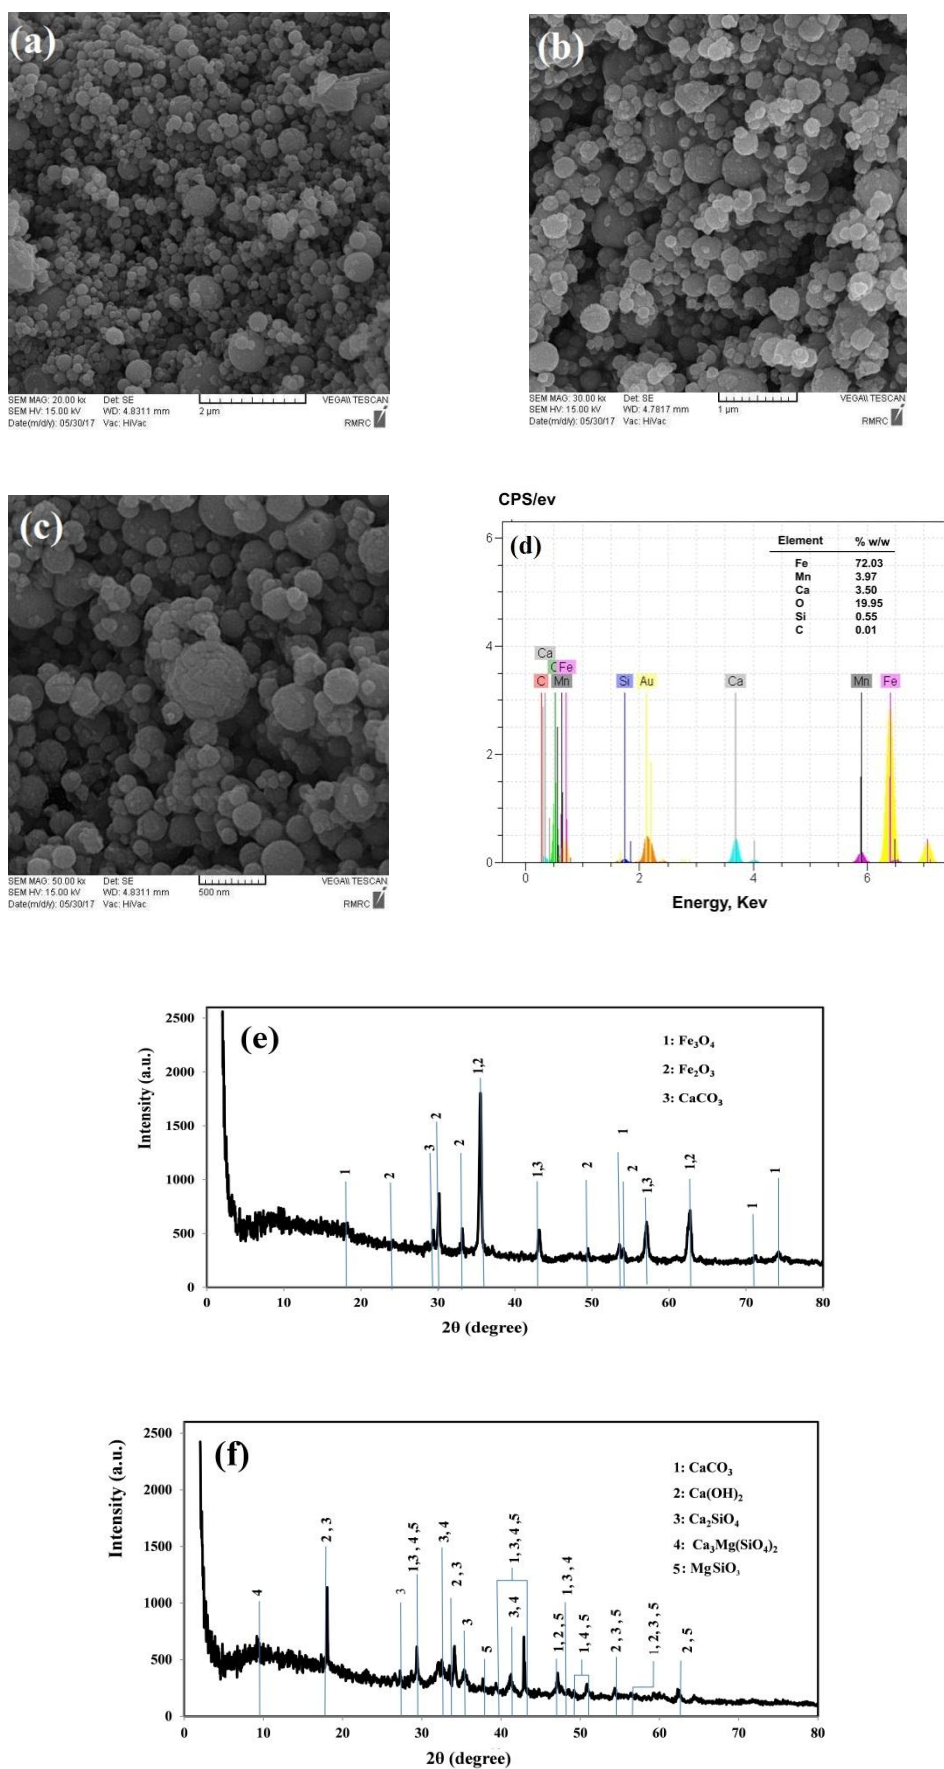 (a)
SEM MAG: 20.00 kx Det: SE
SEM HV: 15.00 kV WD: 4.8311 mm
Date(m/d/y): 05/30/17 Vac: HiVac
2 µm
VEGA\\ TESCAN
RMRC
(b)
SEM MAG: 30.00 kx Det: SE
SEM HV: 15.00 kV WD: 4.7817 mm
Date(m/d/y): 05/30/17 Vac: HiVac
1 µm
VEGA\\ TESCAN
RMRC
(c)
SEM MAG: 50.00 kx Det: SE
SEM HV: 15.00 kV WD: 4.8311 mm
Date(m/d/y): 05/30/17 Vac: HiVac
500 nm
VEGA\\ TESCAN
RMRC
CPS/ev
(d)
Element % w/w
Fe 72.03
Mn 3.97
Ca 3.50
O 19.95
Si 0.55
C 0.01
6
4
2
0
Ca
Fe
C Mn Si Au Ca Mn Fe
0 2 4 6
Energy, Kev
(e)
1: Fe₃O₄
2: Fe₂O₃
3: CaCO₃
Intensity (a.u.)
2500
2000
1500
1000
500
0
1 2 3 2 2 1,2 1,3 2 1 2 1,3 1,2 1 1
0 10 20 30 40 50 60 70 80
2θ (degree)
(f)
1: CaCO₃
2: Ca(OH)₂
3: Ca₂SiO₄
4: Ca₃Mg(SiO₄)₂
5: MgSiO₃
Intensity (a.u.)
2500
2000
1500
1000
500
0
4
2 , 3
3
1,3 , 4 ,5
3, 4
2 , 3
3
5
1, 3, 4 ,5
3, 4
1, 2, 5
1, 3, 4
1, 4, 5
2, 3, 5
1, 2, 3, 5
2, 5
0 10 20 30 40 50 60 70 80
2θ (degree)